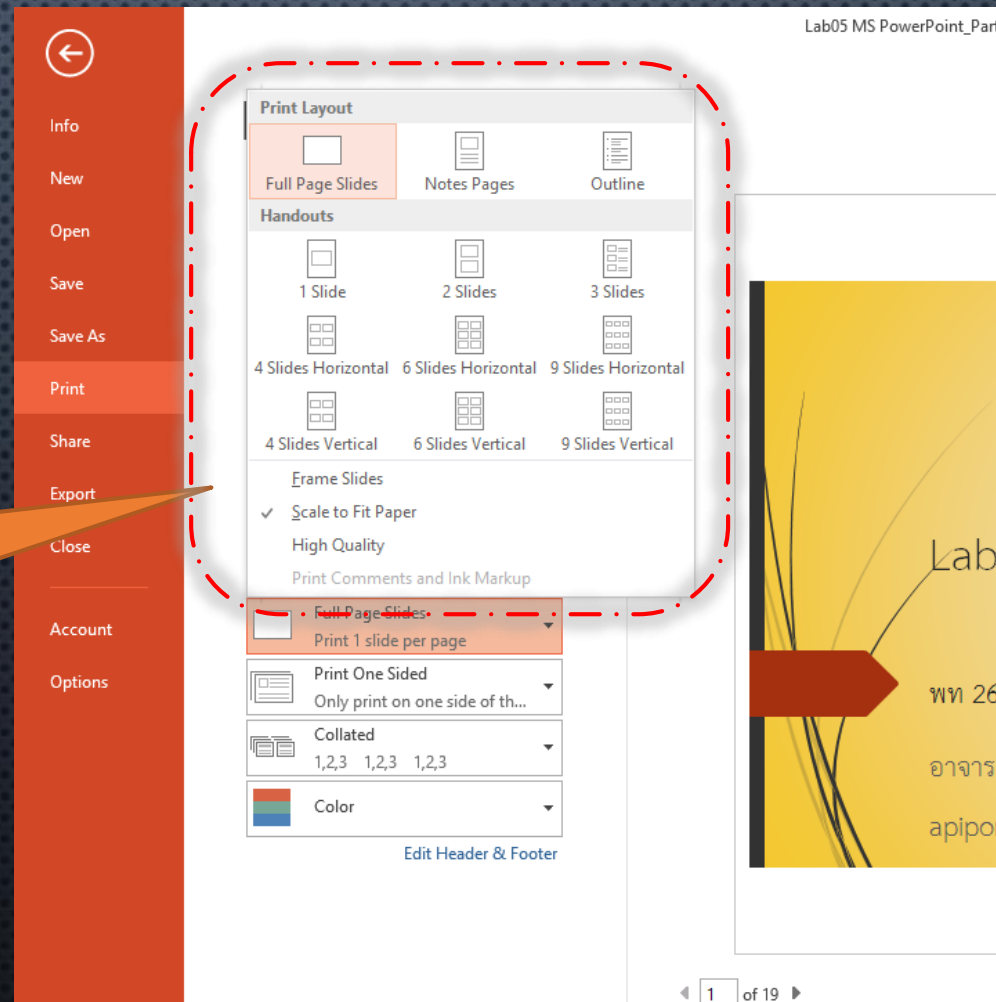 Lab05 MS PowerPoint_Par
Info
New
Open
Save
Save As
Print
Share
Export
Close
Account
Options
Print Layout
Full Page Slides Notes Pages Outline
Handouts
1 Slide 2 Slides 3 Slides
4 Slides Horizontal 6 Slides Horizontal 9 Slides Horizontal
4 Slides Vertical 6 Slides Vertical 9 Slides Vertical
Frame Slides
Scale to Fit Paper
High Quality
Print Comments and Ink Markup
Full Page Slides
Print 1 slide per page
Print One Sided
Only print on one side of th...
Collated
1,2,3 1,2,3 1,2,3
Color
Edit Header & Footer
Lab
พท 26
อาจาร
apipo
1 of 19